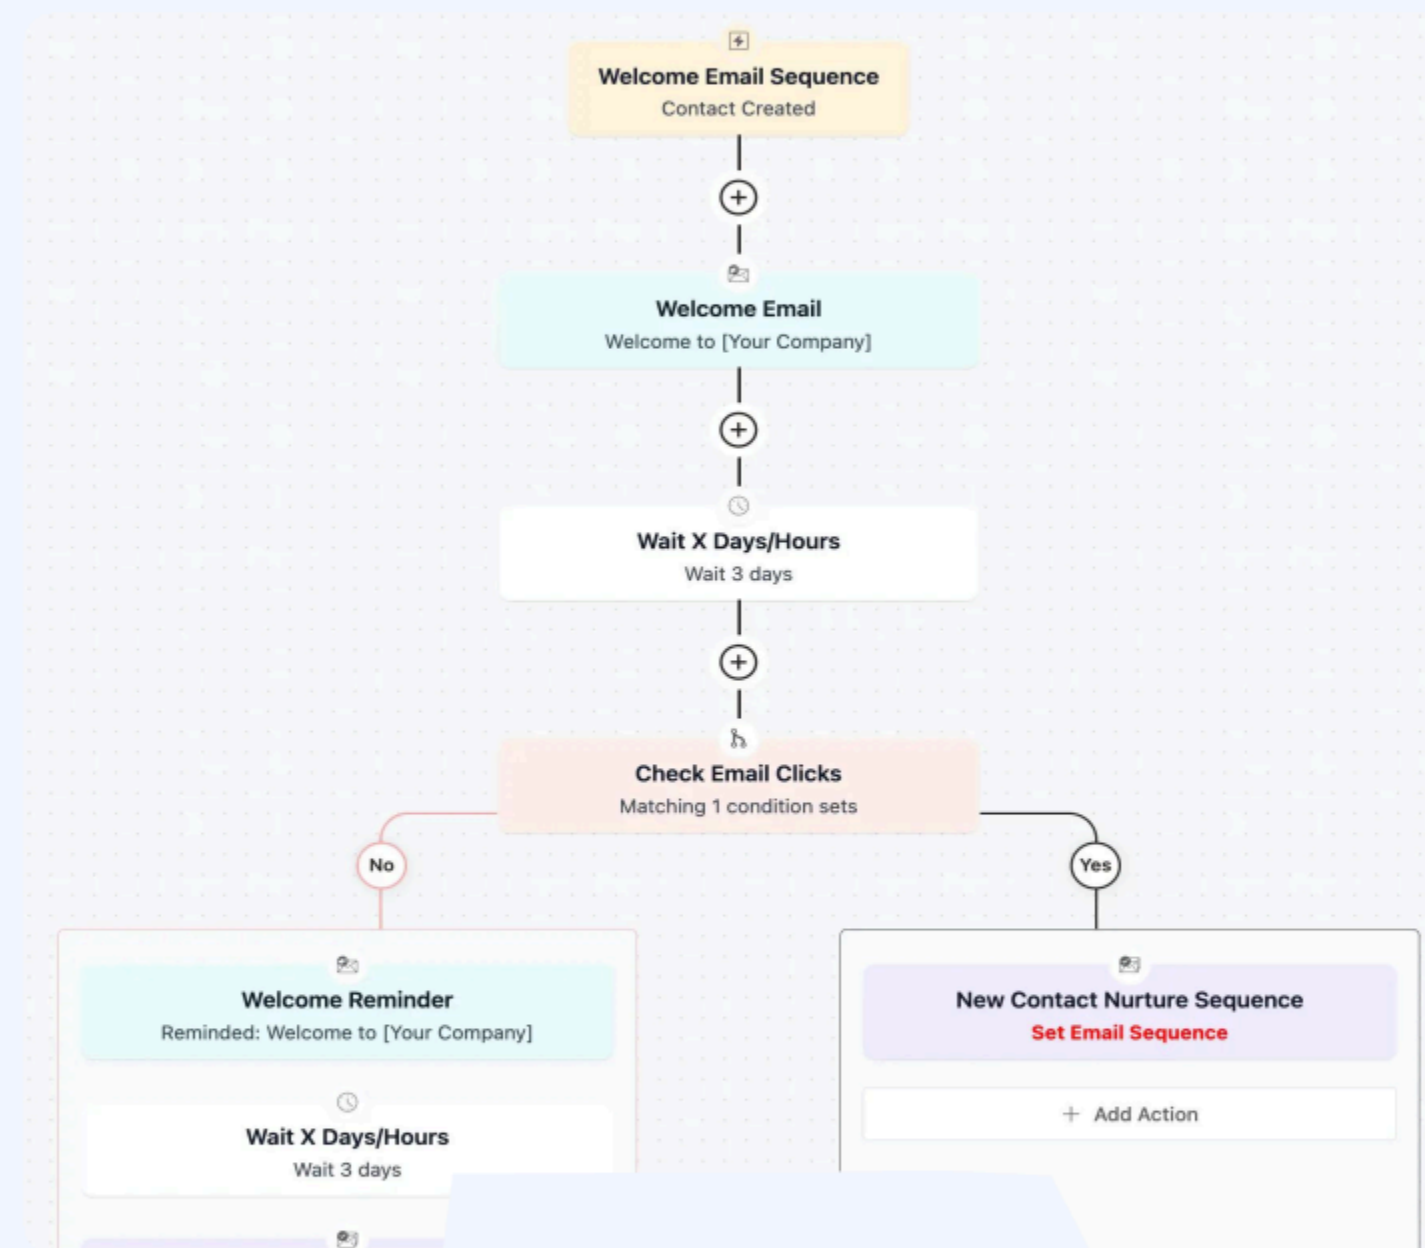 Welcome Email Sequence
Contact Created
Welcome Email
Welcome to [Your Company]
Wait X Days/Hours
Wait 3 days
Check Email Clicks
Matching 1 condition sets
No
Yes
Welcome Reminder
Reminded: Welcome to [Your Company]
Wait X Days/Hours
Wait 3 days
New Contact Nurture Sequence
Set Email Sequence
+ Add Action